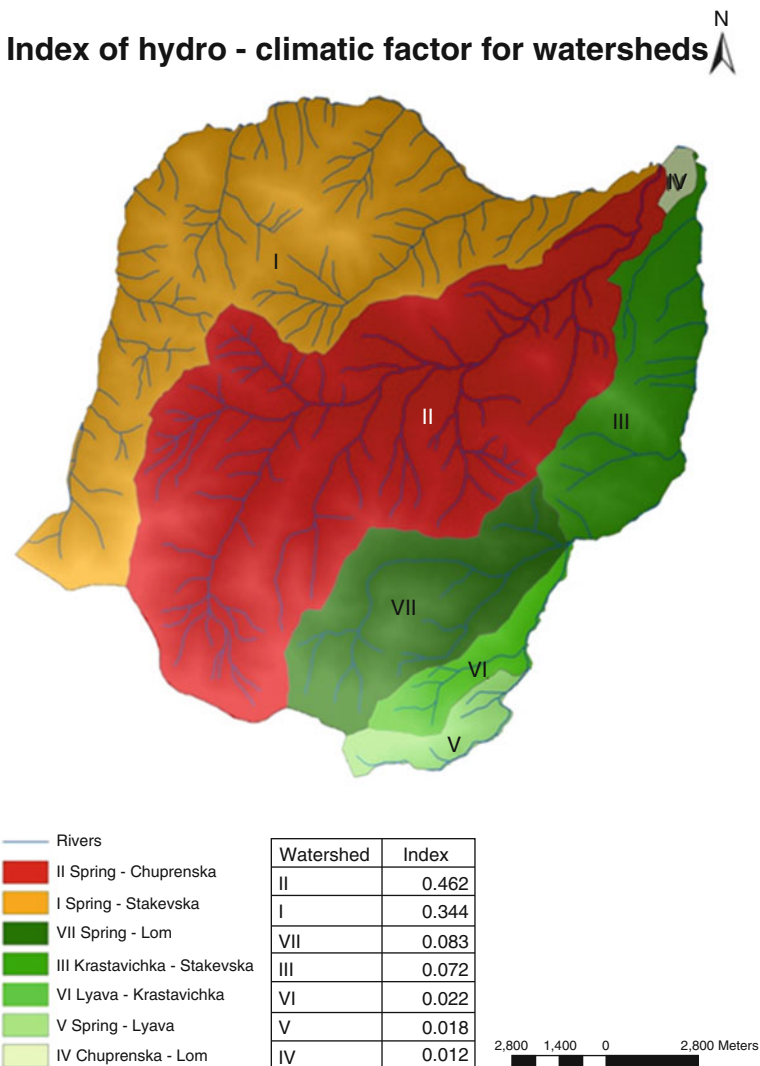 N
Index of hydro - climatic factor for watersheds
IV
I
II
III
VII
VI
V
Rivers
II Spring - Chuprenska
I Spring - Stakevska
VII Spring - Lom
III Krastavichka - Stakevska
VI Lyava - Krastavichka
V Spring - Lyava
IV Chuprenska - Lom
Watershed Index
II 0.462
I 0.344
VII 0.083
III 0.072
VI 0.022
V 0.018
IV 0.012
2,800 1,400 0 2,800 Meters